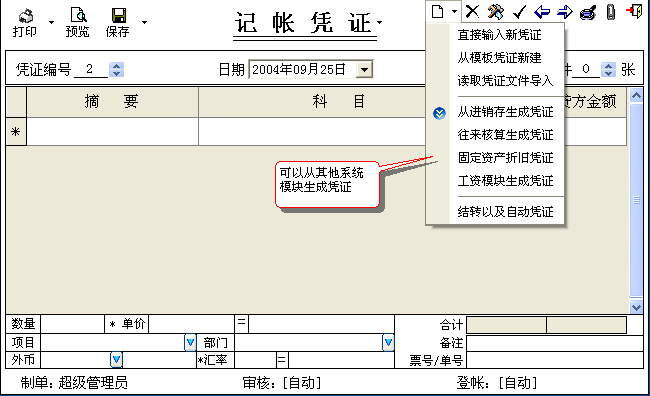 打印 预览 保存
记 帐 凭 证
直接输入新凭证
从模板凭证新建
读取凭证文件导入
从进销存生成凭证
往来核算生成凭证
固定资产折旧凭证
工资模块生成凭证
结转以及自动凭证
凭证编号 2 日期 2004年09月25日 件 0 张
摘 要 科 目 贷方金额
*
可以从其他系统
模块生成凭证
数量 * 单价 = 合计
项目 部门 备注
外币 *汇率 = 票号/单号
制单：超级管理员 审核：[自动] 登帐：[自动]